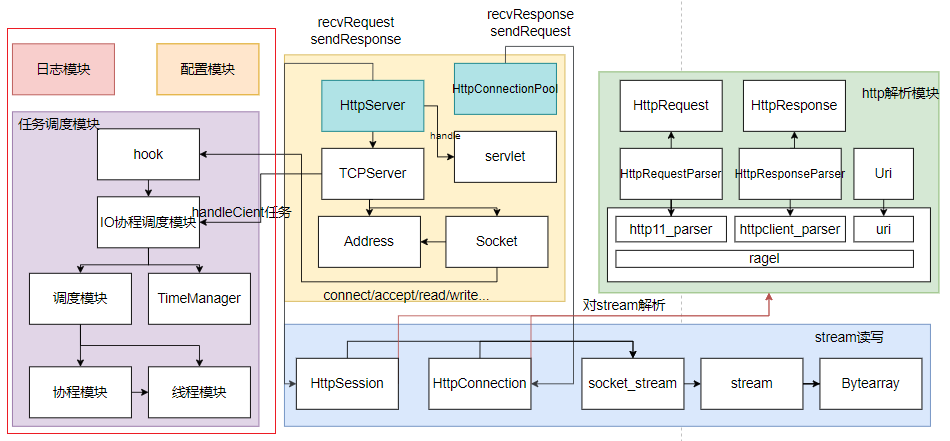 recvRequest
sendResponse
recvResponse
sendRequest
日志模块
配置模块
任务调度模块
hook
IO协程调度模块
handleCient任务
调度模块
TimeManager
协程模块
线程模块
HttpServer
HttpConnectionPool
handle
servlet
TCPServer
Address
Socket
connect/accept/read/write...
http解析模块
HttpRequest
HttpResponse
HttpRequestParser
HttpResponseParser
Uri
http11_parser
httpclient_parser
uri
ragel
对stream解析
stream读写
HttpSession
HttpConnection
socket_stream
stream
Bytearray